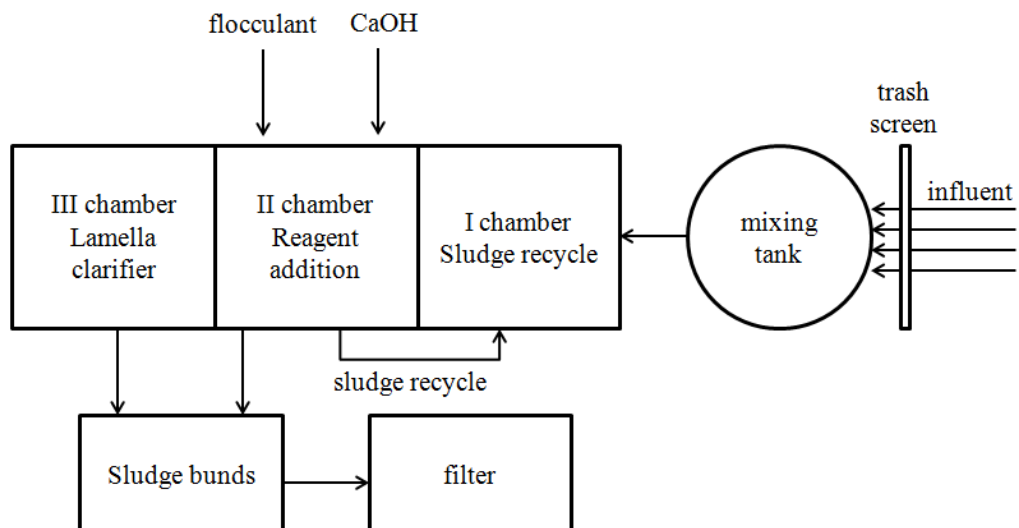 flocculant
CaOH
trash
screen
influent
III chamber
Lamella
clarifier
II chamber
Reagent
addition
I chamber
Sludge recycle
mixing
tank
sludge recycle
Sludge bunds
filter